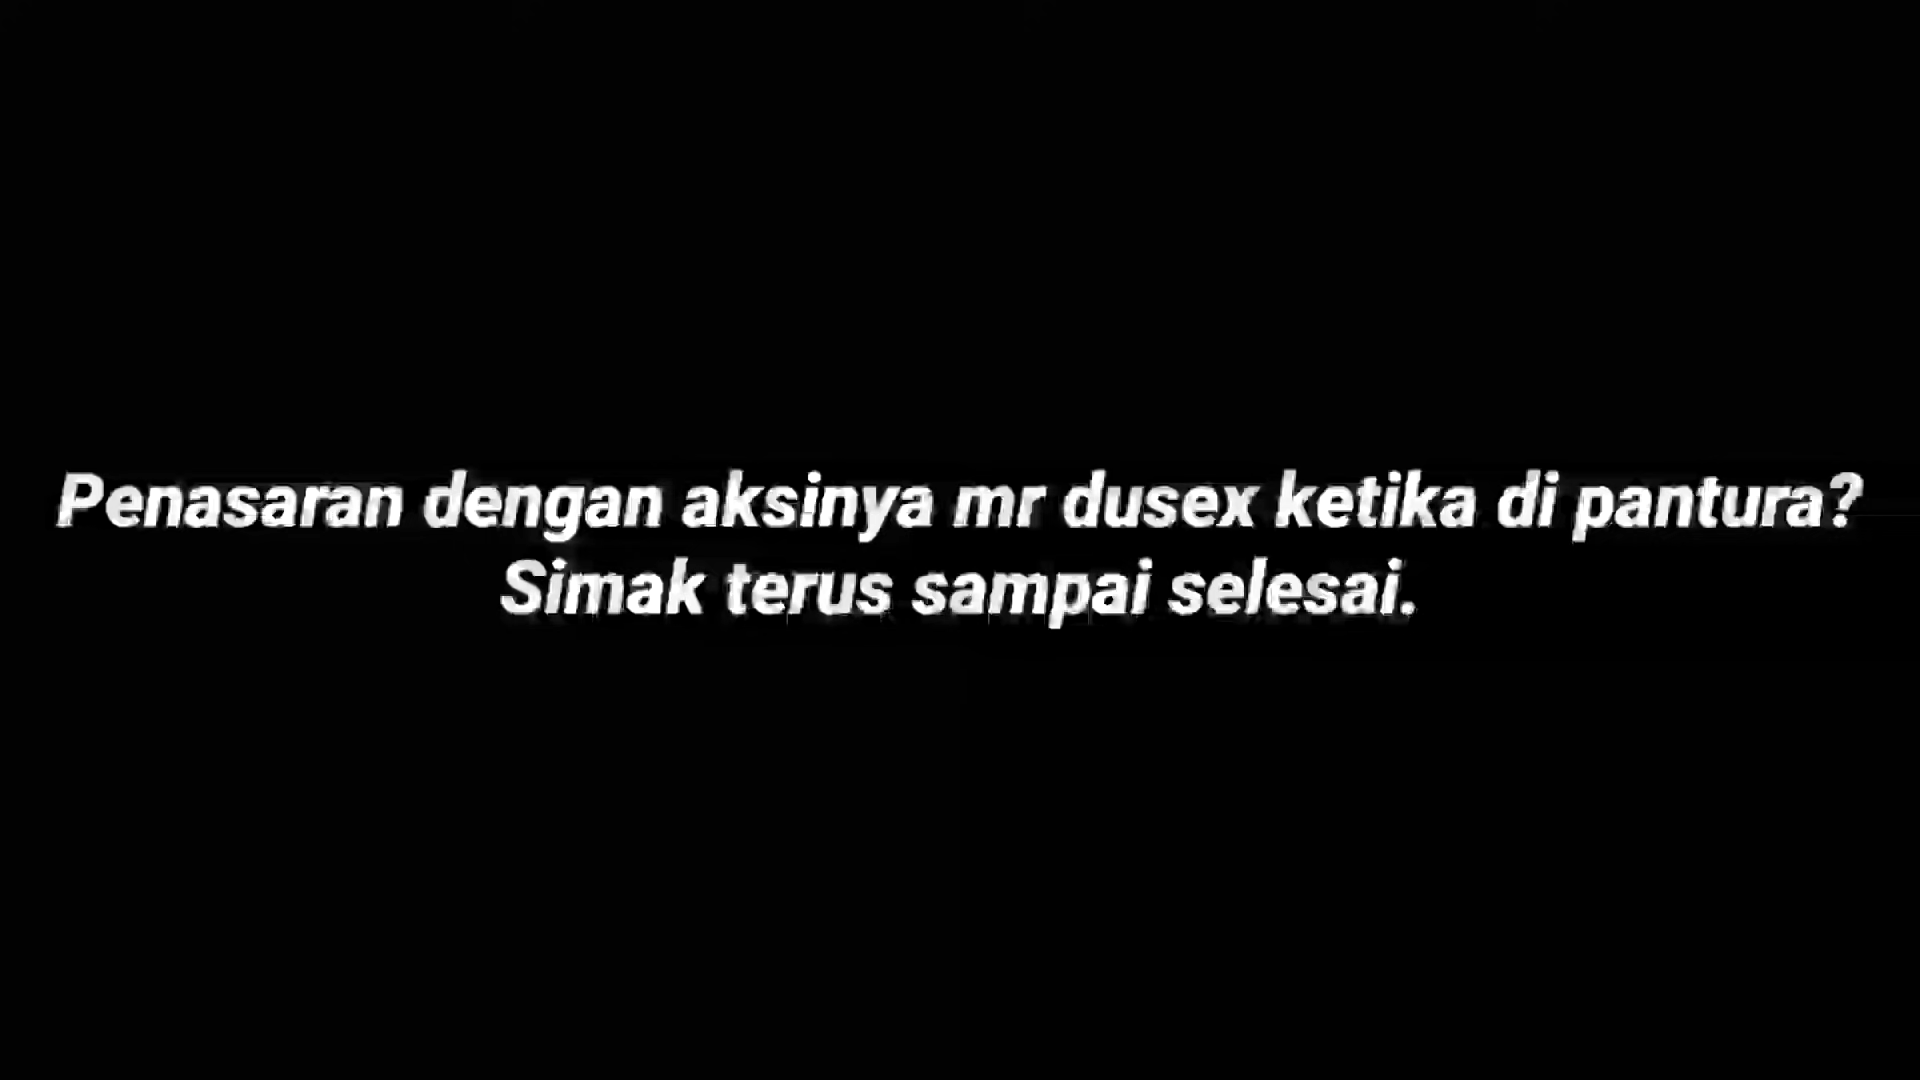 Penasaran dengan aksinya mr dusex ketika di pantura?
Simak terus sampai selesai.